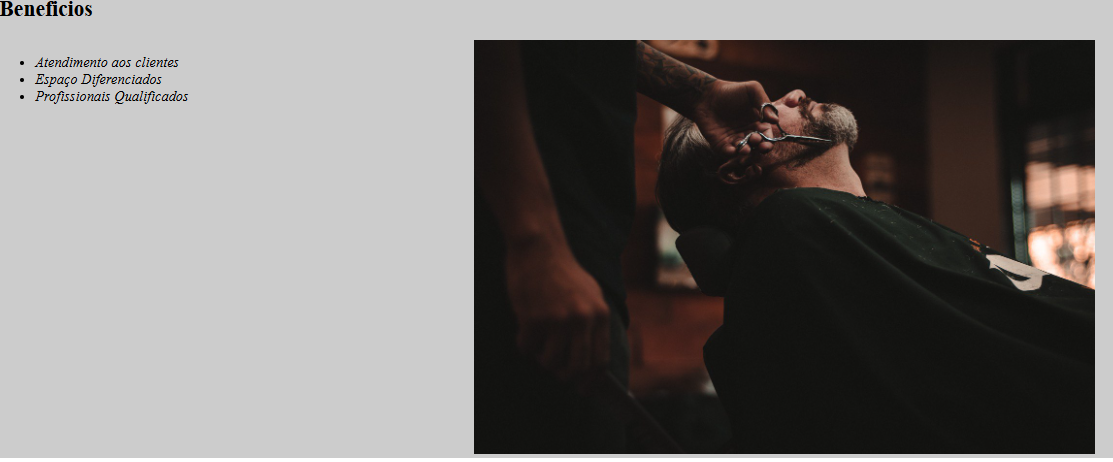 Beneficios
Atendimento aos clientes
Espaço Diferenciados
Profissionais Qualificados